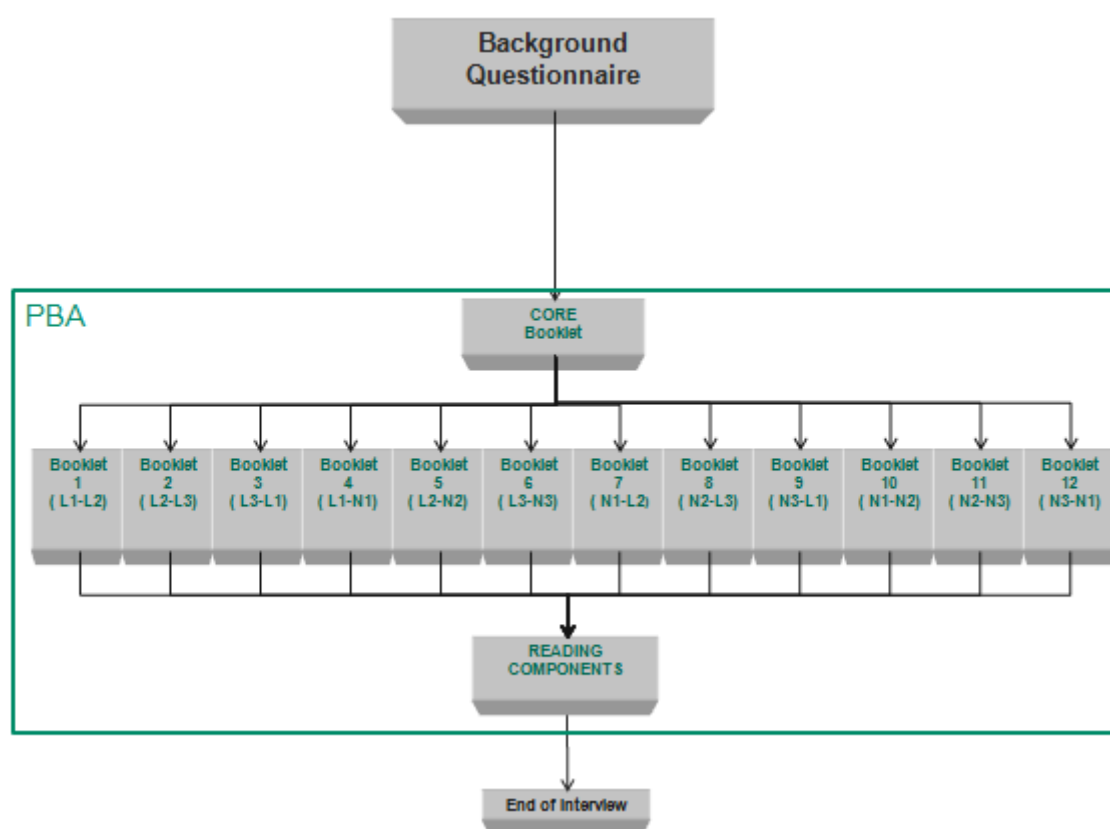 Background
Questionnaire
PBA
CORE
Booklet
Booklet
1
( L1-L2)
Booklet
2
( L2-L3)
Booklet
3
( L3-L1)
Booklet
4
( L1-N1)
Booklet
5
( L2-N2)
Booklet
6
( L3-N3)
Booklet
7
( N1-L2)
Booklet
8
( N2-L3)
Booklet
9
( N3-L1)
Booklet
10
( N1-N2)
Booklet
11
( N2-N3)
Booklet
12
( N3-N1)
READING
COMPONENTS
End of Interview